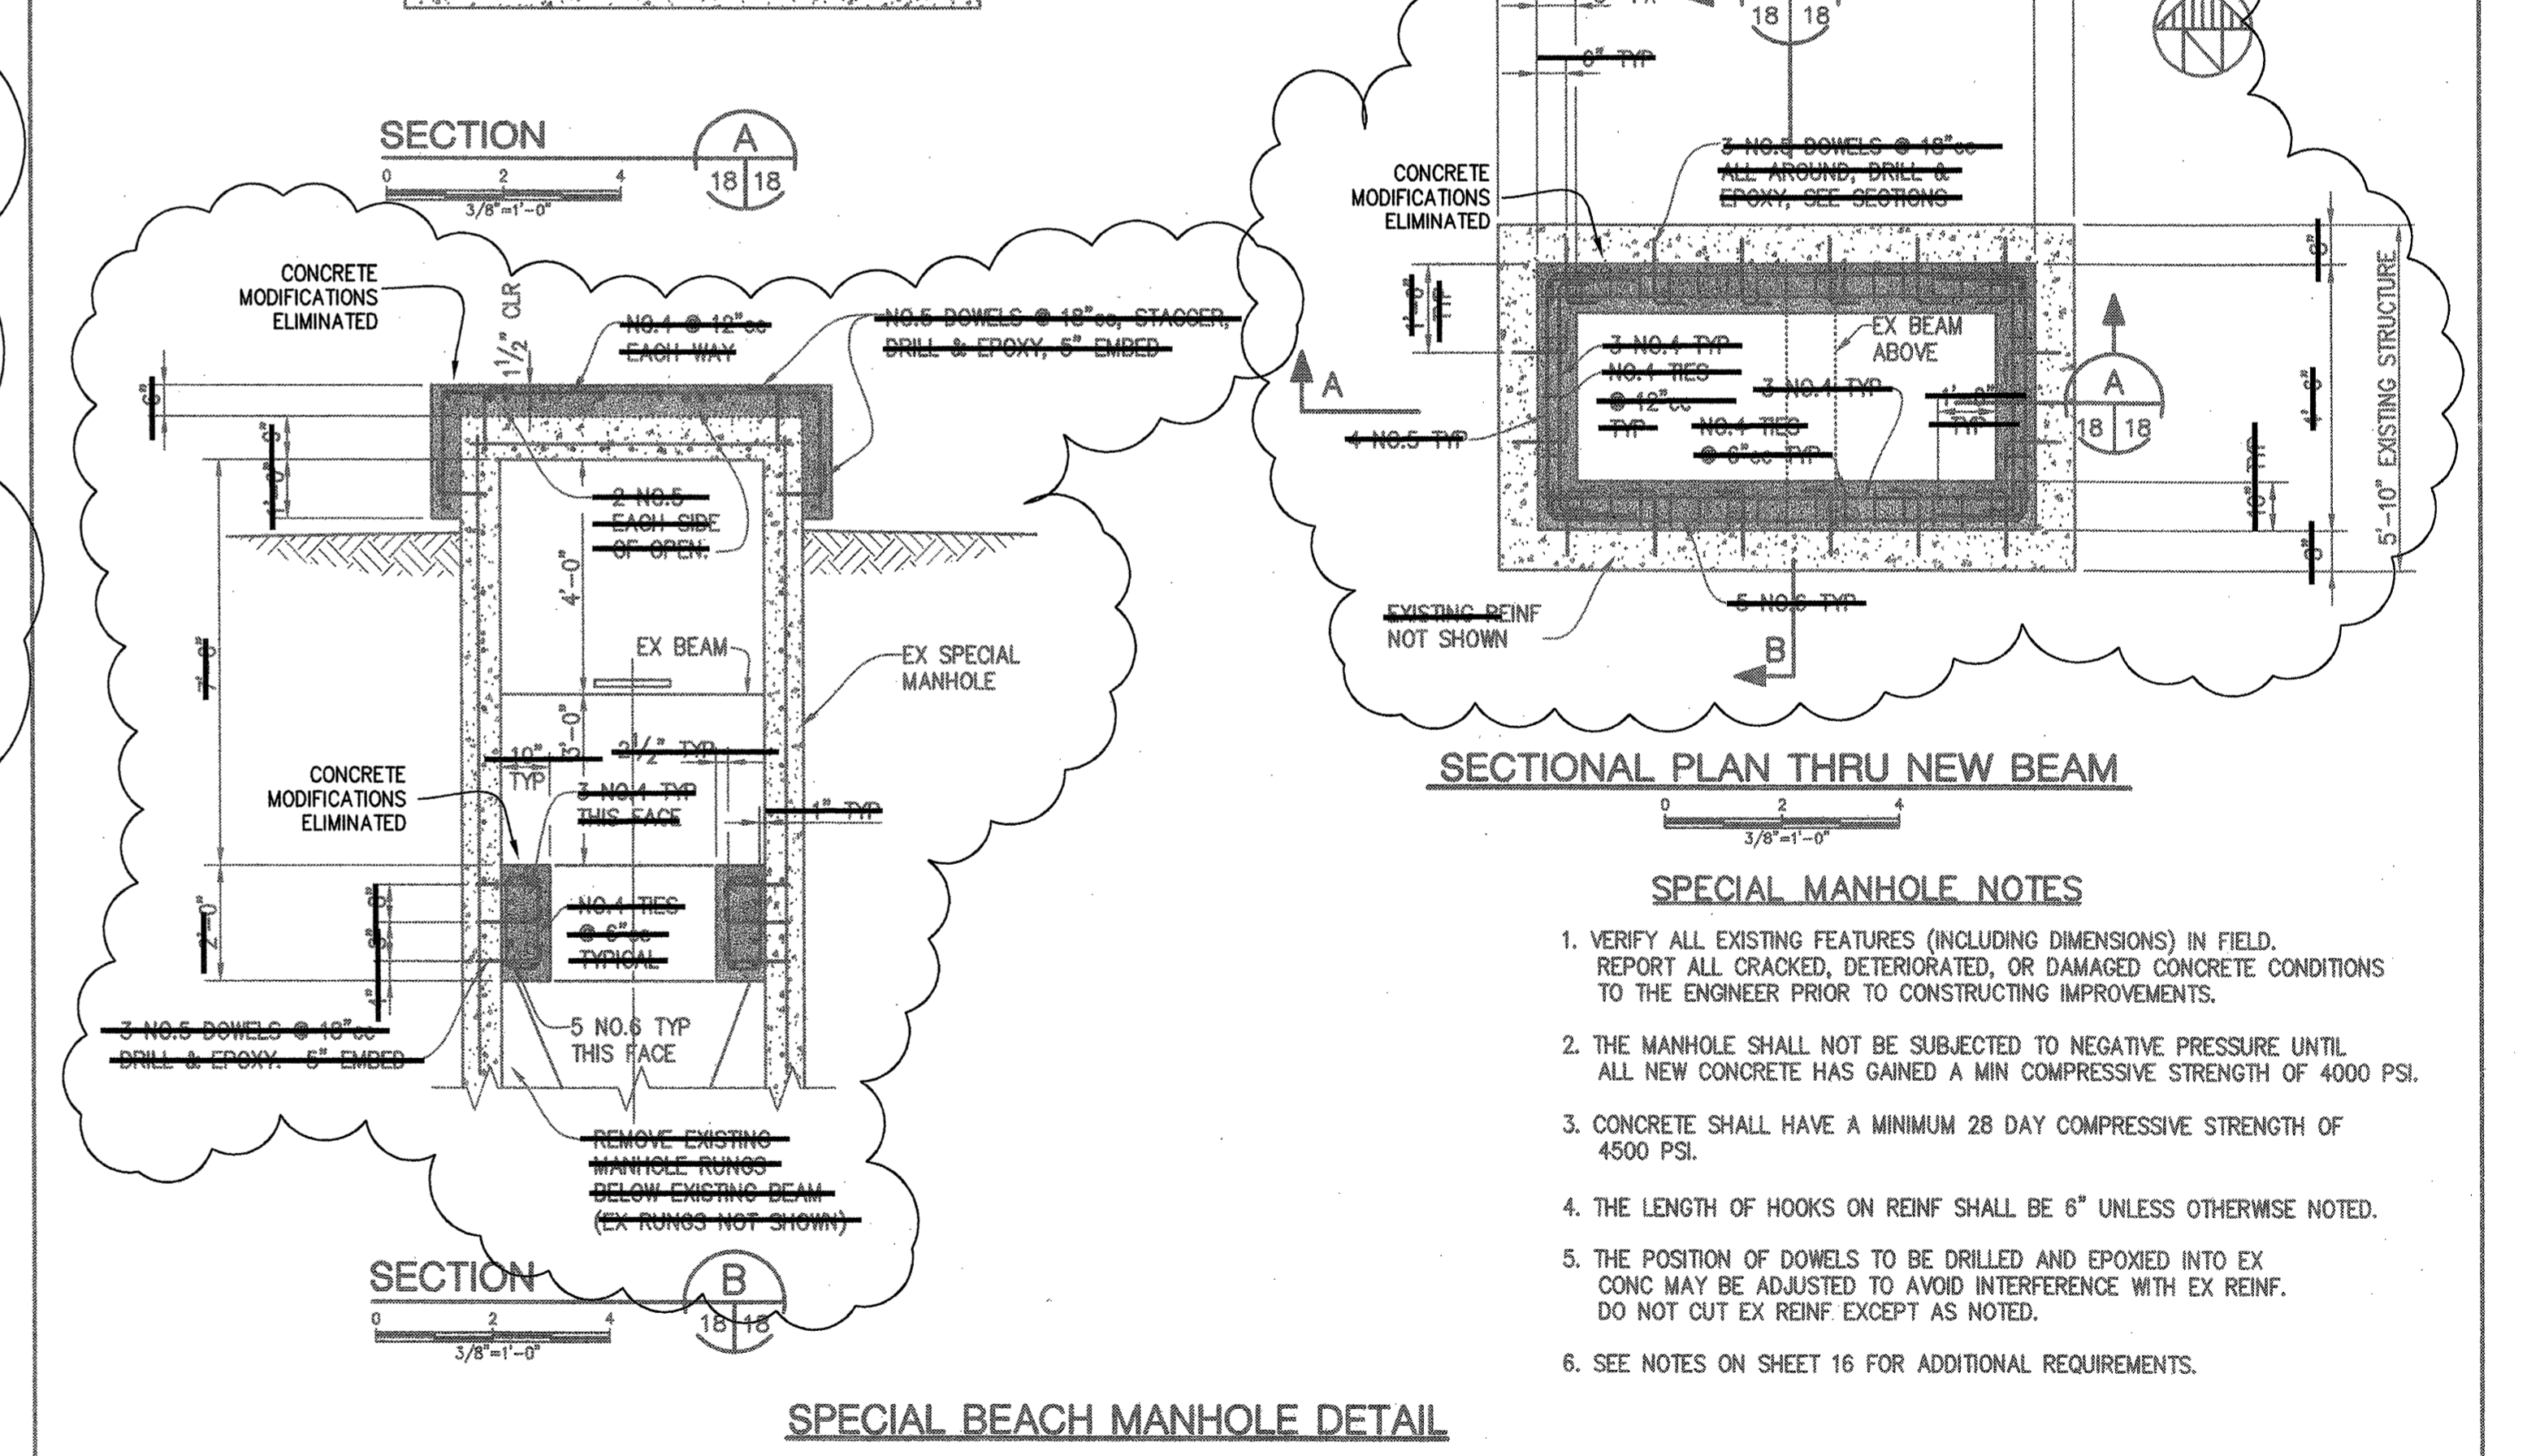 SECTION
A
18 18
0 2 4
3/8"=1'-0"
CONCRETE
MODIFICATIONS
ELIMINATED
1 1/2" CLR
NO.4 @ 12"cc
EACH WAY
NO.5 DOWELS @ 18"cc, STAGGER,
DRILL & EPOXY, 5" EMBED
6"
2 NO.5
EACH SIDE
OF OPEN.
4'-0"
EX BEAM
EX SPECIAL
MANHOLE
3'-0"
10"
TYP
2 1/2" TYP
CONCRETE
MODIFICATIONS
ELIMINATED
3 NO.4 TYP
THIS FACE
1" TYP
2'-0"
8"
8"
4"
NO.4 TIES
@ 6"cc
TYPICAL
3 NO.5 DOWELS @ 18"cc
DRILL & EPOXY. 5" EMBED
5 NO.6 TYP
THIS FACE
REMOVE EXISTING
MANHOLE RUNGS
BELOW EXISTING BEAM
(EX RUNGS NOT SHOWN)
SECTION
B
18 18
0 2 4
3/8"=1'-0"
18 18
N
TYP
CONCRETE
MODIFICATIONS
ELIMINATED
3 NO.5 DOWELS @ 18"cc
ALL AROUND, DRILL &
EPOXY, SEE SECTIONS
A
EX BEAM
ABOVE
3 NO.4 TYP
NO.4 TIES
@ 12"cc
TYP
3 NO.4 TYP
NO.4 TIES
@ 6"cc TYP
TYP
4 NO.5 TYP
A
18 18
10" TYP
5'-10" EXISTING STRUCTURE
5 NO.6 TYP
EXISTING REINF
NOT SHOWN
B
SECTIONAL PLAN THRU NEW BEAM
0 2 4
3/8"=1'-0"
SPECIAL MANHOLE NOTES
1. VERIFY ALL EXISTING FEATURES (INCLUDING DIMENSIONS) IN FIELD.
REPORT ALL CRACKED, DETERIORATED, OR DAMAGED CONCRETE CONDITIONS
TO THE ENGINEER PRIOR TO CONSTRUCTING IMPROVEMENTS.
2. THE MANHOLE SHALL NOT BE SUBJECTED TO NEGATIVE PRESSURE UNTIL
ALL NEW CONCRETE HAS GAINED A MIN COMPRESSIVE STRENGTH OF 4000 PSI.
3. CONCRETE SHALL HAVE A MINIMUM 28 DAY COMPRESSIVE STRENGTH OF
4500 PSI.
4. THE LENGTH OF HOOKS ON REINF SHALL BE 6" UNLESS OTHERWISE NOTED.
5. THE POSITION OF DOWELS TO BE DRILLED AND EPOXIED INTO EX
CONC MAY BE ADJUSTED TO AVOID INTERFERENCE WITH EX REINF.
DO NOT CUT EX REINF EXCEPT AS NOTED.
6. SEE NOTES ON SHEET 16 FOR ADDITIONAL REQUIREMENTS.
SPECIAL BEACH MANHOLE DETAIL